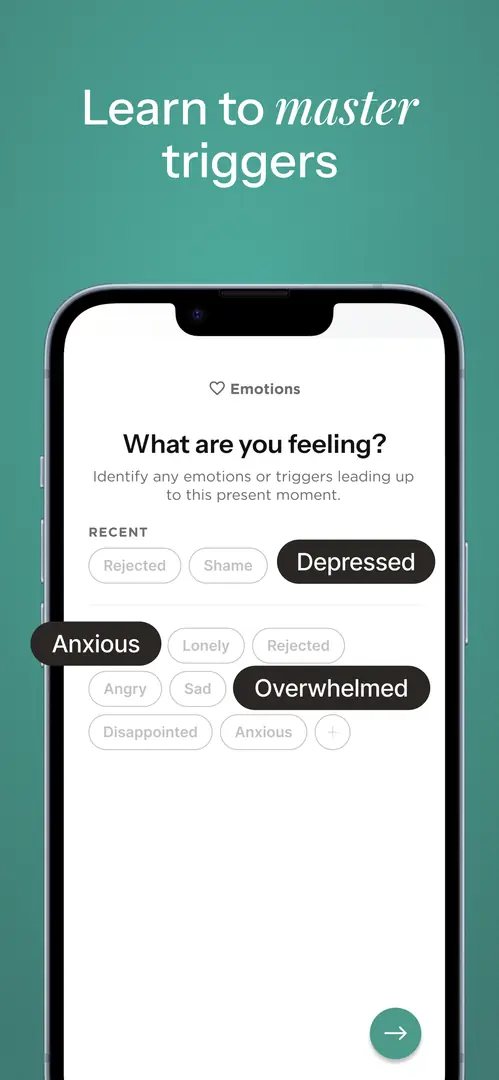 Learn to master
triggers
Emotions
What are you feeling?
Identify any emotions or triggers leading up
to this present moment.
RECENT
Rejected Shame Depressed
Anxious Lonely Rejected
Angry Sad Overwhelmed
Disappointed Anxious +